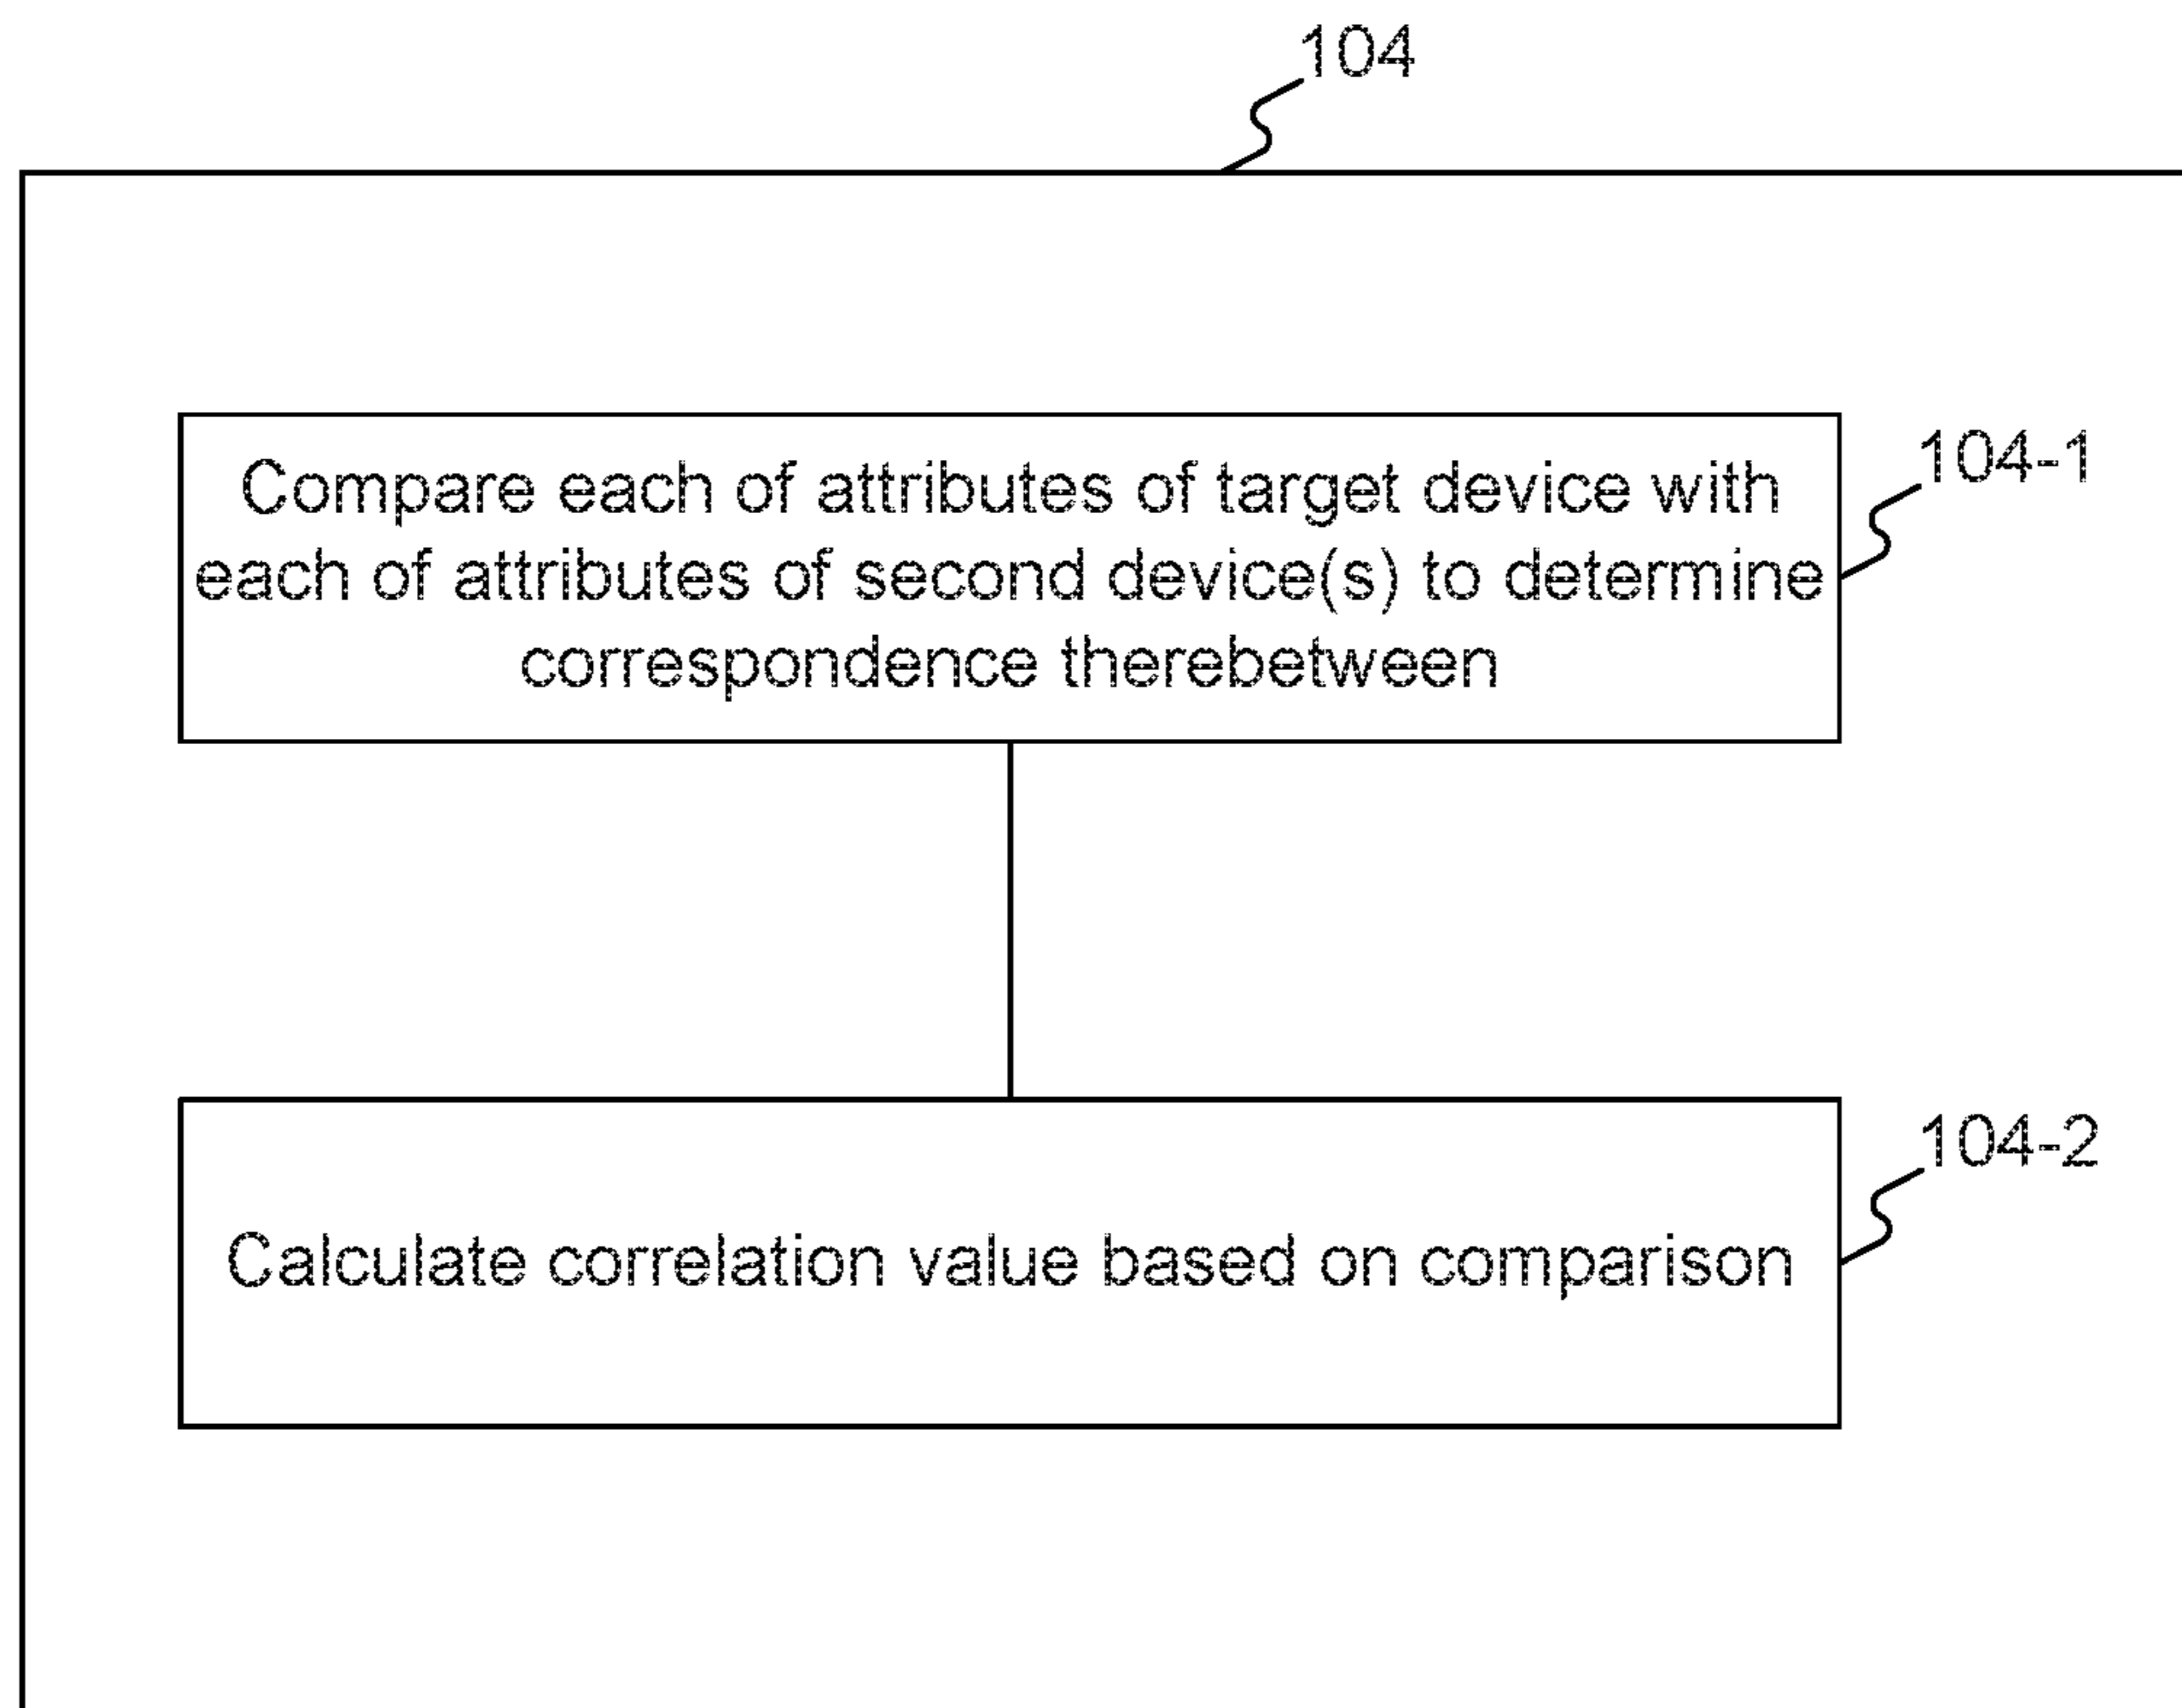 104
Compare each of attributes of target device with
each of attributes of second device(s) to determine
correspondence therebetween
104-1
Calculate correlation value based on comparison
104-2